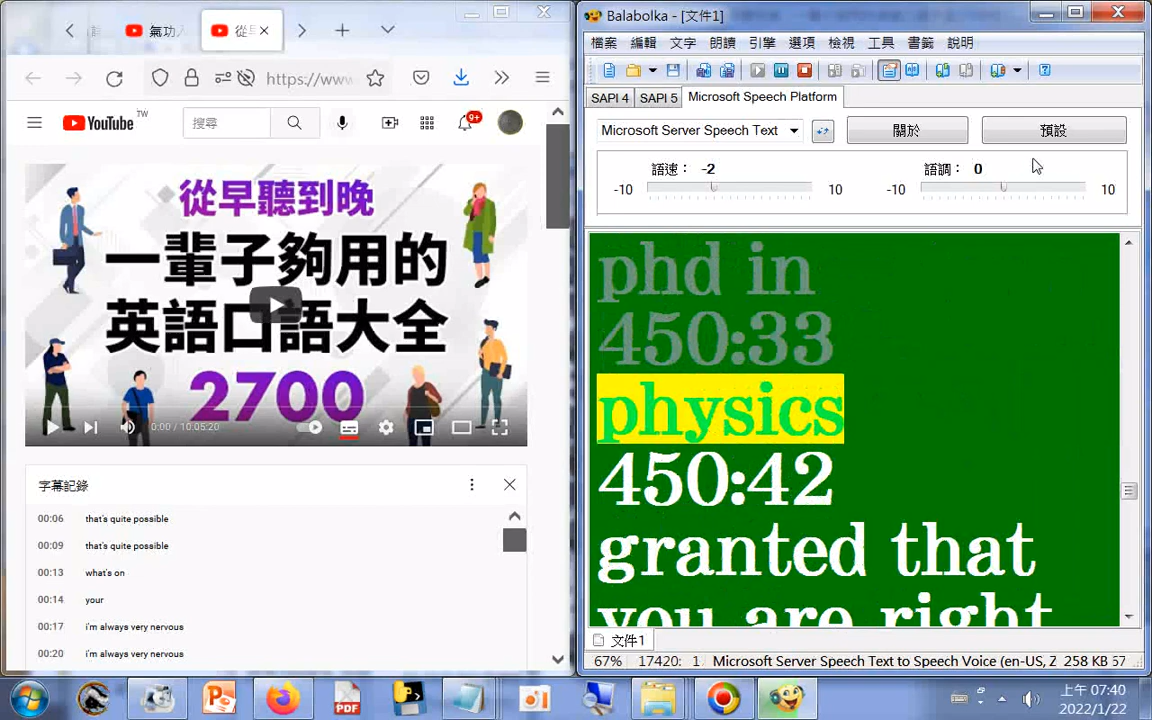 氣功
從
https://www
YouTube TW
搜尋
9+
從早聽到晚
一輩子夠用的
英語口語大全
2700
0:00 / 10:05:20
字幕記錄
00:06 that's quite possible
00:09 that's quite possible
00:13 what's on
00:14 your
00:17 i'm always very nervous
00:20 i'm always very nervous
Balabolka - [文件1]
檔案 編輯 文字 朗讀 引擎 選項 檢視 工具 書籤 說明
SAPI 4 SAPI 5 Microsoft Speech Platform
Microsoft Server Speech Text 關於 預設
語速： -2 語調： 0
-10 10 -10 10
phd in
450:33
physics
450:42
granted that
you are right
文件1
67% 17420: 1 Microsoft Server Speech Text to Speech Voice (en-US, Z 258 KB 57
PDF
上午 07:40
2022/1/22